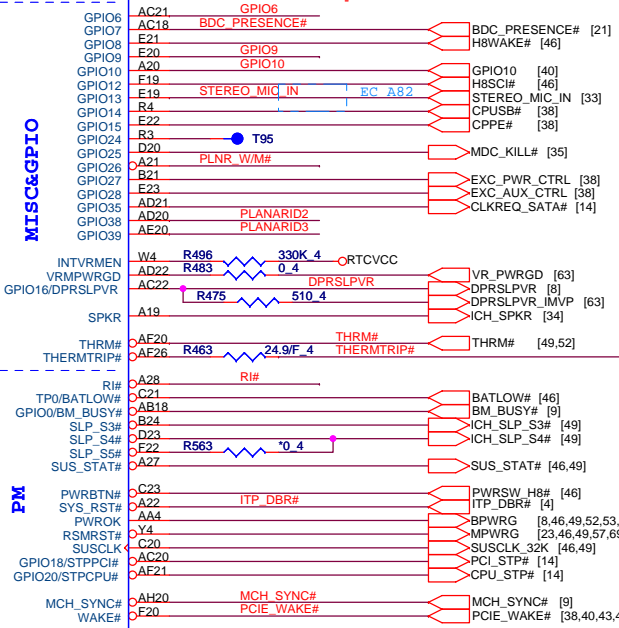 GPIO6 AC21 GPIO6
GPIO7 AC18 BDC_PRESENCE# BDC_PRESENCE# [21]
GPIO8 E21 H8WAKE# [46]
GPIO9 E20 GPIO9
GPIO10 A20 GPIO10 GPIO10 [40]
GPIO12 F19 H8SCI# [46]
GPIO13 E19 STEREO_MIC_IN EC A82 STEREO_MIC_IN [33]
GPIO14 R4 CPUSB# [38]
GPIO15 E22 CPPE# [38]
GPIO24 R3 T95
GPIO25 D20 MDC_KILL# [35]
GPIO26 A21 PLNR_W/M#
GPIO27 B21 EXC_PWR_CTRL [38]
GPIO28 E23 EXC_AUX_CTRL [38]
GPIO35 AD21 CLKREQ_SATA# [14]
GPIO38 AD20 PLANARID2
GPIO39 AE20 PLANARID3
MISC&GPIO
INTVRMEN W4 R496 330K_4 RTCVCC
VRMPWRGD AD22 R483 0_4 VR_PWRGD [63]
GPIO16/DPRSLPVR AC22 DPRSLPVR DPRSLPVR [8]
R475 510_4 DPRSLPVR_IMVP [63]
SPKR A19 ICH_SPKR [34]
THRM# AF20 THRM# THRM# [49,52]
THERMTRIP# AF26 R463 24.9/F_4 THERMTRIP#
RI# A28 RI#
TP0/BATLOW# C21 BATLOW# [46]
GPIO0/BM_BUSY# AB18 BM_BUSY# [9]
SLP_S3# B24 ICH_SLP_S3# [49]
SLP_S4# D23 ICH_SLP_S4# [49]
SLP_S5# F22 R563 *0_4
SUS_STAT# A27 SUS_STAT# [46,49]
PM
PWRBTN# C23 PWRSW_H8# [46]
SYS_RST# A22 ITP_DBR# ITP_DBR# [4]
PWROK AA4 BPWRG [8,46,49,52,53,
RSMRST# Y4 MPWRG [23,46,49,57,69
SUSCLK C20 SUSCLK_32K [46,49]
GPIO18/STPPCI# AC20 PCI_STP# [14]
GPIO20/STPCPU# AF21 CPU_STP# [14]
MCH_SYNC# AH20 MCH_SYNC# MCH_SYNC# [9]
WAKE# F20 PCIE_WAKE# PCIE_WAKE# [38,40,43,4